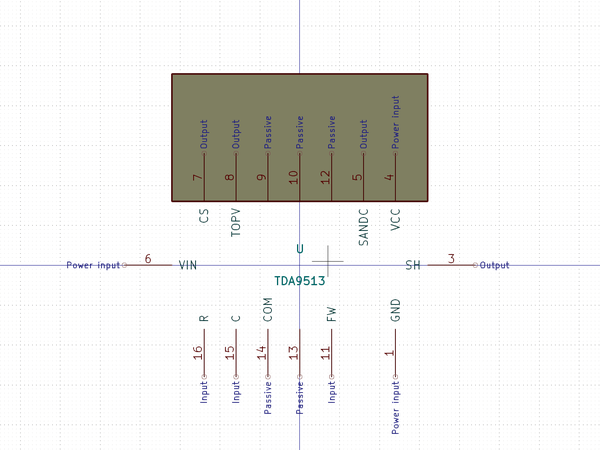 Output
Output
Passive
Passive
Passive
Output
Power input
7
8
9
10
12
5
4
CS
TOPV
SANDC
VCC
U
Power input
6
VIN
SH
3
Output
TDA9513
R
C
COM
FW
GND
16
15
14
13
11
1
Input
Input
Passive
Passive
Input
Power input